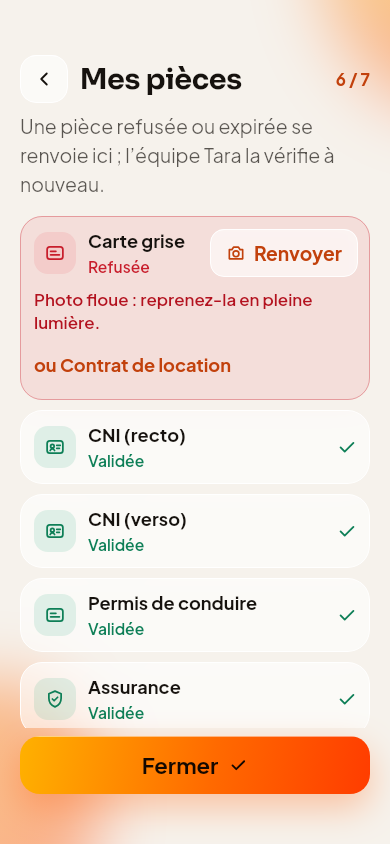 Mes pièces
6 / 7
Une pièce refusée ou expirée se
renvoie ici ; l'équipe Tara la vérifie à
nouveau.
Carte grise
Refusée
Renvoyer
Photo floue : reprenez-la en pleine
lumière.
ou Contrat de location
CNI (recto)
Validée
CNI (verso)
Validée
Permis de conduire
Validée
Assurance
Validée
Fermer